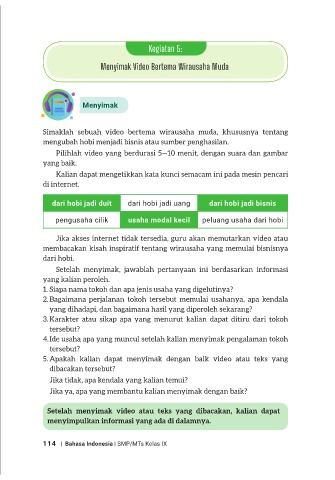 Kegiatan 5:
Menyimak Video Bertema Wirausaha Muda
Menyimak
Simaklah sebuah video bertema wirausaha muda, khususnya tentang
mengubah hobi menjadi bisnis atau sumber penghasilan.
Pilihlah video yang berdurasi 5—10 menit, dengan suara dan gambar
yang baik.
Kalian dapat mengetikkan kata kunci semacam ini pada mesin pencari
di internet.
dari hobi jadi duit dari hobi jadi uang dari hobi jadi bisnis
pengusaha cilik usaha modal kecil peluang usaha dari hobi
Jika akses internet tidak tersedia, guru akan memutarkan video atau
membacakan kisah inspiratif tentang wirausaha yang memulai bisnisnya
dari hobi.
Setelah menyimak, jawablah pertanyaan ini berdasarkan informasi
yang kalian peroleh.
1. Siapa nama tokoh dan apa jenis usaha yang digelutinya?
2. Bagaimana perjalanan tokoh tersebut memulai usahanya, apa kendala
yang dihadapi, dan bagaimana hasil yang diperoleh sekarang?
3. Karakter atau sikap apa yang menurut kalian dapat ditiru dari tokoh
tersebut?
4. Ide usaha apa yang muncul setelah kalian menyimak pengalaman tokoh
tersebut?
5. Apakah kalian dapat menyimak dengan baik video atau teks yang
dibacakan tersebut?
Jika tidak, apa kendala yang kalian temui?
Jika ya, apa yang membantu kalian menyimak dengan baik?
Setelah menyimak video atau teks yang dibacakan, kalian dapat
menyimpulkan informasi yang ada di dalamnya.
114 | Bahasa Indonesia | SMP/MTs Kelas IX